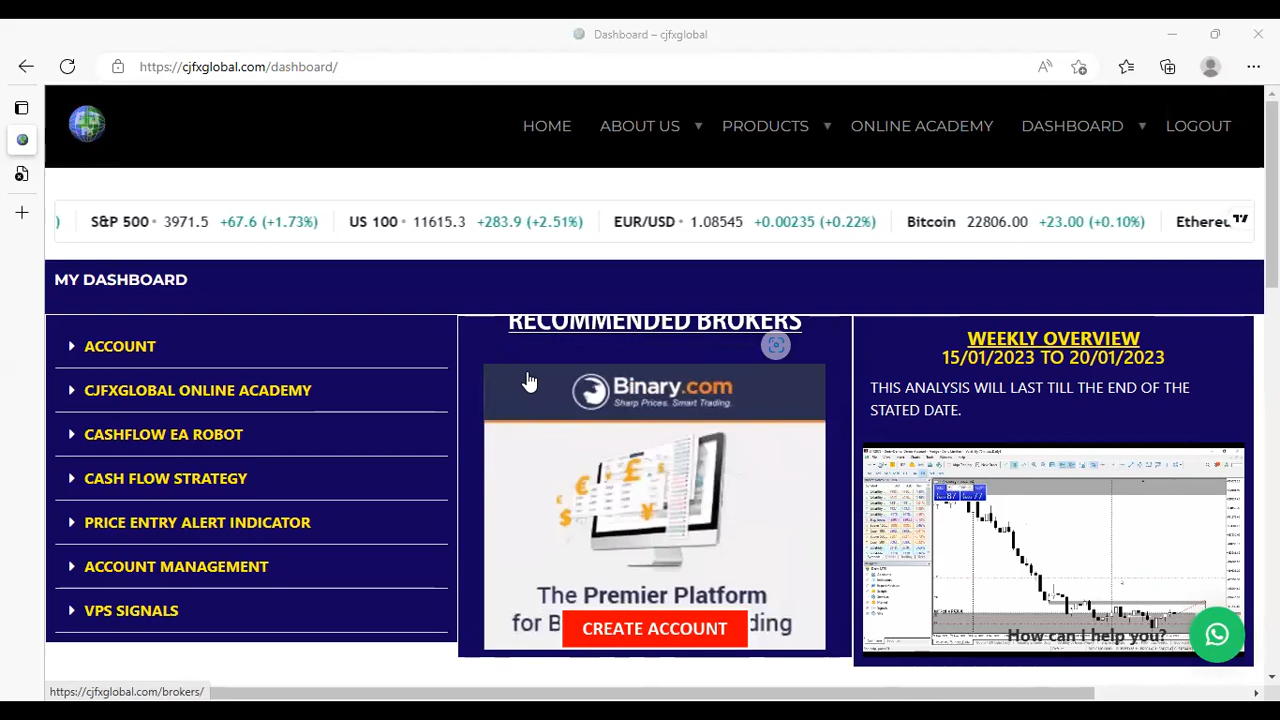 Dashboard – cjfxglobal
https://cjfxglobal.com/dashboard/
HOME ABOUT US PRODUCTS ONLINE ACADEMY DASHBOARD LOGOUT
S&P 500 • 3971.5 +67.6 (+1.73%) US 100 • 11615.3 +283.9 (+2.51%) EUR/USD • 1.08545 +0.00235 (+0.22%) Bitcoin 22806.00 +23.00 (+0.10%)
MY DASHBOARD
ACCOUNT
CJFXGLOBAL ONLINE ACADEMY
CASHFLOW EA ROBOT
CASH FLOW STRATEGY
PRICE ENTRY ALERT INDICATOR
ACCOUNT MANAGEMENT
VPS SIGNALS
RECOMMENDED BROKERS
Binary.com
Sharp Prices. Smart Trading.
The Premier Platform
for
CREATE ACCOUNT
WEEKLY OVERVIEW
15/01/2023 TO 20/01/2023
THIS ANALYSIS WILL LAST TILL THE END OF THE
STATED DATE.
How can I help you?
https://cjfxglobal.com/brokers/